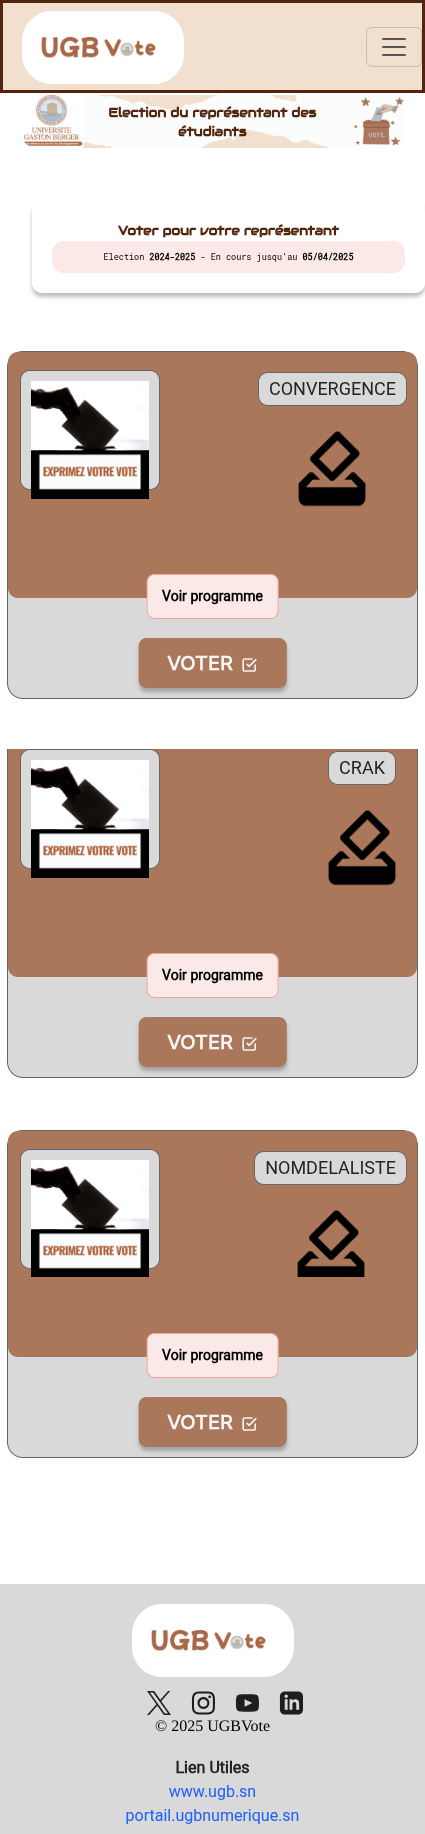 UGB Vote
UNIVERSITE
GASTON BERGER
Election du représentant des
étudiants
VOTE
Voter pour votre représentant
Election 2024-2025 - En cours jusqu'au 05/04/2025
CONVERGENCE
EXPRIMEZ VOTRE VOTE
Voir programme
VOTER
CRAK
EXPRIMEZ VOTRE VOTE
Voir programme
VOTER
NOMDELALISTE
EXPRIMEZ VOTRE VOTE
Voir programme
VOTER
UGB Vote
© 2025 UGBVote
Lien Utiles
www.ugb.sn
portail.ugbnumerique.sn